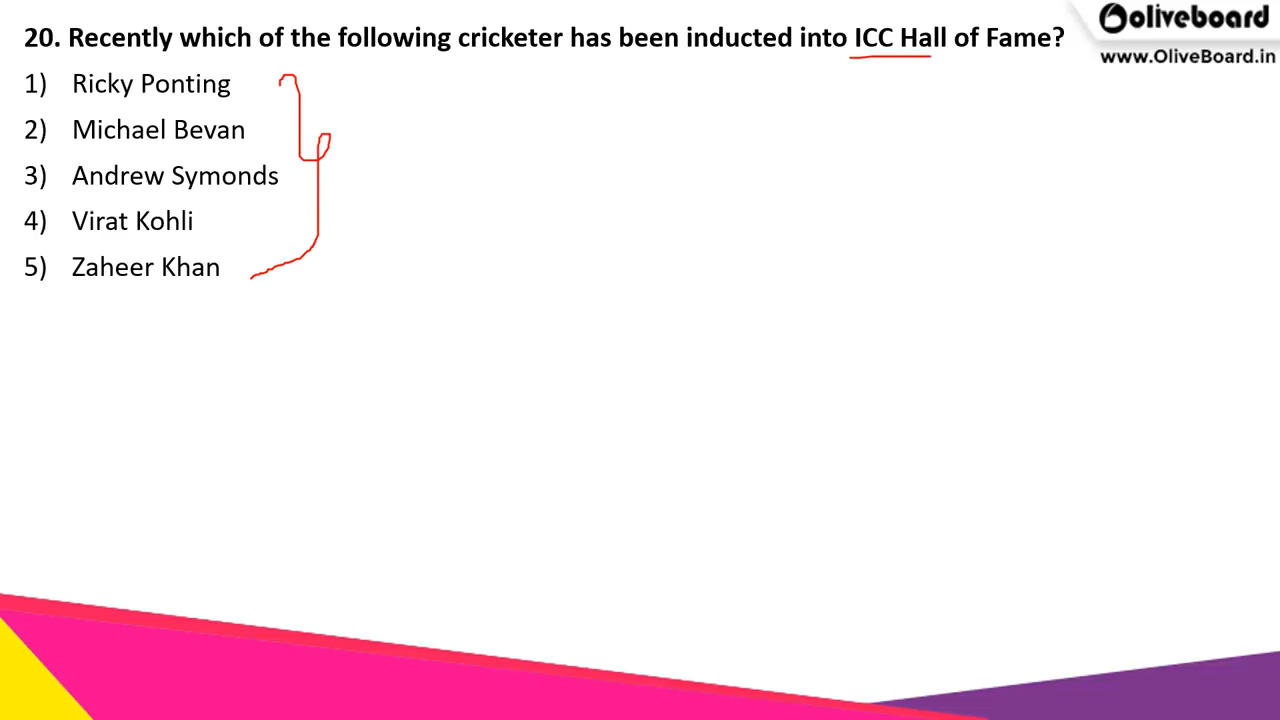 20. Recently which of the following cricketer has been inducted into ICC Hall of Fame?
1) Ricky Ponting
2) Michael Bevan
3) Andrew Symonds
4) Virat Kohli
5) Zaheer Khan
oliveboard
www.OliveBoard.in